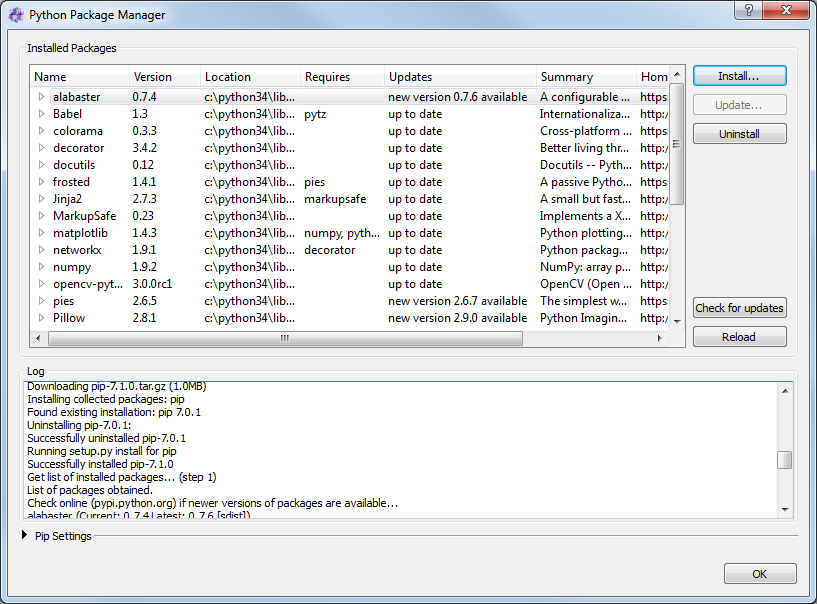 Python Package Manager
Installed Packages
Name Version Location Requires Updates Summary Hom
alabaster 0.7.4 c:\python34\lib... new version 0.7.6 available A configurable ... https:
Babel 1.3 c:\python34\lib... pytz up to date Internationaliza... http:/
colorama 0.3.3 c:\python34\lib... up to date Cross-platform ... http:/
decorator 3.4.2 c:\python34\lib... up to date Better living thr... http:/
docutils 0.12 c:\python34\lib... up to date Docutils -- Pyth... http:/
frosted 1.4.1 c:\python34\lib... pies up to date A passive Pytho... https:
Jinja2 2.7.3 c:\python34\lib... markupsafe up to date A small but fast... http:/
MarkupSafe 0.23 c:\python34\lib... up to date Implements a X... http:/
matplotlib 1.4.3 c:\python34\lib... numpy, pyth... up to date Python plotting... http:/
networkx 1.9.1 c:\python34\lib... decorator up to date Python packag... http:/
numpy 1.9.2 c:\python34\lib... up to date NumPy: array p... http:/
opencv-pyt... 3.0.0rc1 c:\python34\lib... up to date OpenCV (Open ... http:/
pies 2.6.5 c:\python34\lib... new version 2.6.7 available The simplest w... https:
Pillow 2.8.1 c:\python34\lib... new version 2.9.0 available Python Imagin... http:/
Install...
Update...
Uninstall
Check for updates
Reload
Log
Downloading pip-7.1.0.tar.gz (1.0MB)
Installing collected packages: pip
Found existing installation: pip 7.0.1
Uninstalling pip-7.0.1:
Successfully uninstalled pip-7.0.1
Running setup.py install for pip
Successfully installed pip-7.1.0
Get list of installed packages... (step 1)
List of packages obtained.
Check online (pypi.python.org) if newer versions of packages are available...
alabaster (Current: 0.7.4 Latest: 0.7.6 [sdist])
Pip Settings
OK